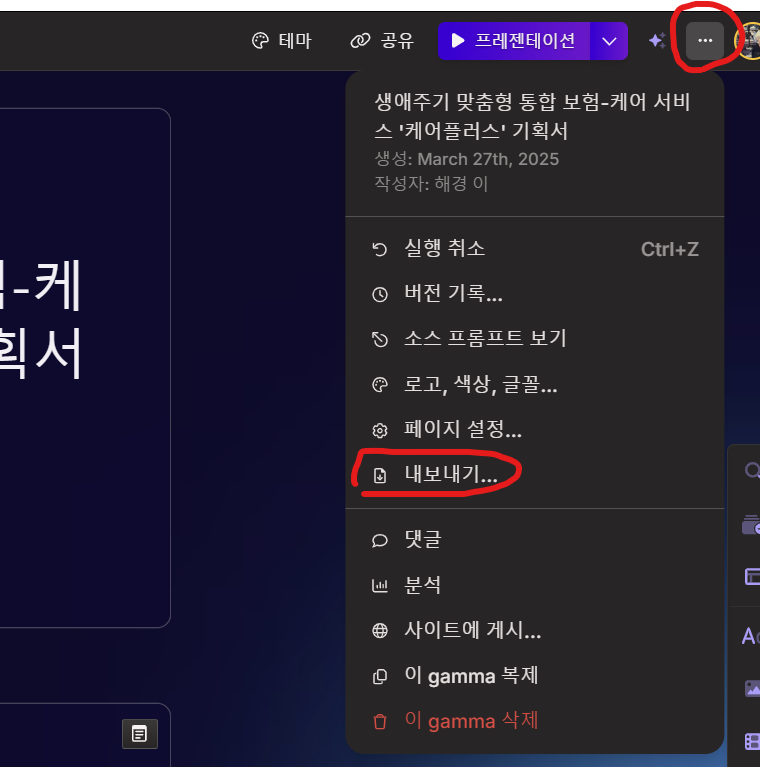 테마
공유
프레젠테이션
생애주기 맞춤형 통합 보험-케어 서비
스 '케어플러스' 기획서
생성: March 27th, 2025
작성자: 해경 이
실행 취소 Ctrl+Z
-케
버전 기록...
소스 프롬프트 보기
획서
로고, 색상, 글꼴...
페이지 설정...
내보내기...
댓글
분석
사이트에 게시...
이 gamma 복제
이 gamma 삭제